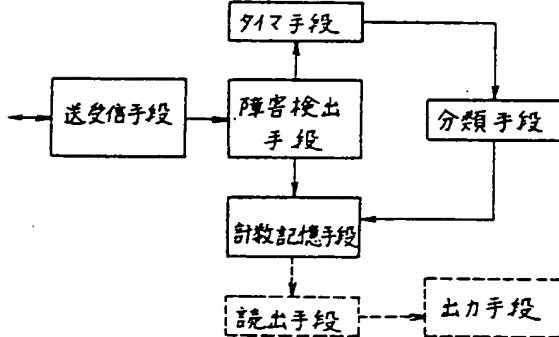 タイマ手段
送受信手段
障害検出
手段
分類手段
計数記憶手段
読出手段
出力手段